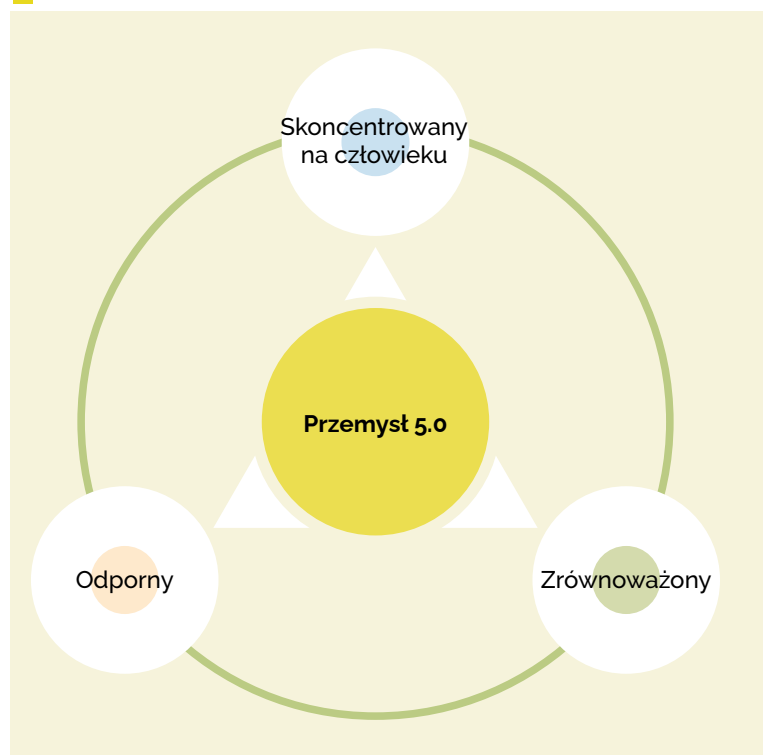 Skoncentrowany
na człowieku
Przemysł 5.0
Odporny
Zrównoważony